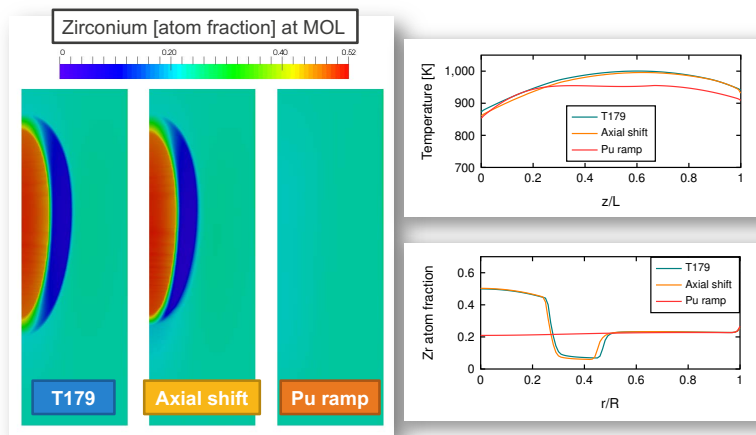 Zirconium [atom fraction] at MOL
0 0.20 0.40 0.52
T179 Axial shift Pu ramp
Temperature [K]
1,000
900
800
700
T179
Axial shift
Pu ramp
0 0.2 0.4 0.6 0.8 1
z/L
Zr atom fraction
0.6
0.4
0.2
0
T179
Axial shift
Pu ramp
0 0.2 0.4 0.6 0.8 1
r/R